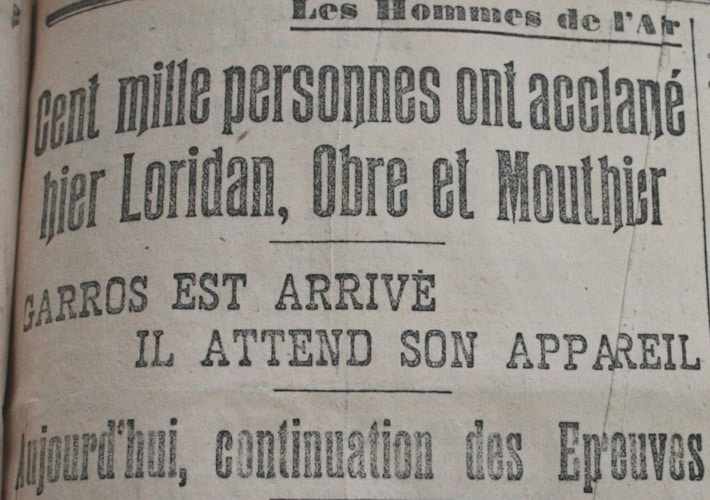 Les Hommes de l'Air
Cent mille personnes ont acclané
hier Loridan, Obre et Mouthier
GARROS EST ARRIVÉ
IL ATTEND SON APPAREIL
Aujourd'hui, continuation des Epreuves